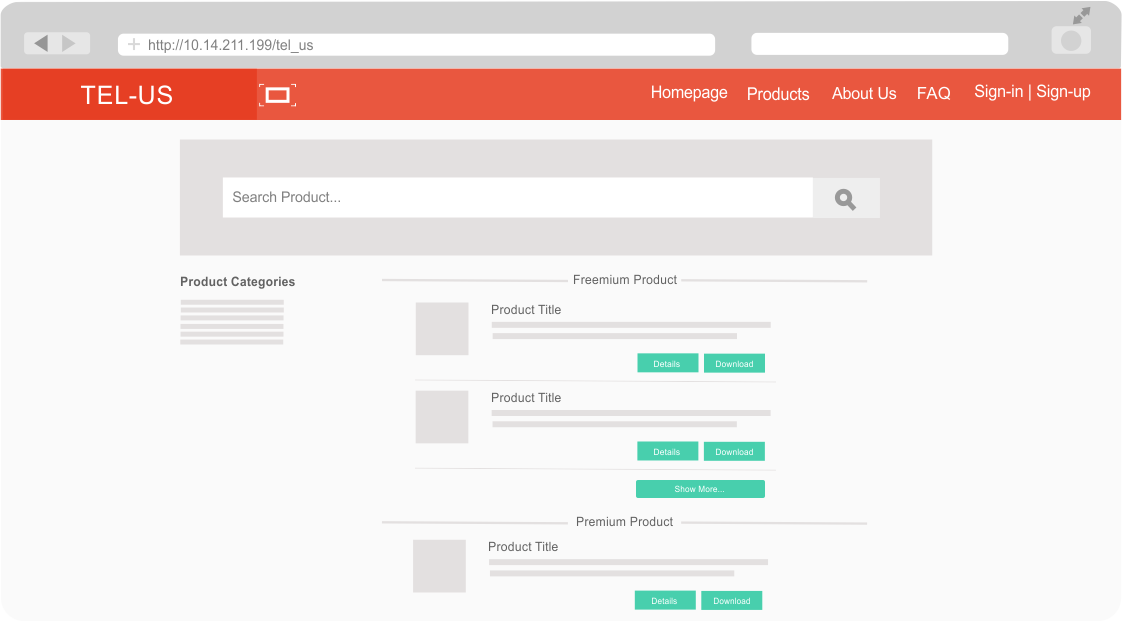 http://10.14.211.199/tel_us
TEL-US
Homepage
Products
About Us
FAQ
Sign-in | Sign-up
Search Product...
Product Categories
Freemium Product
Product Title
Details
Download
Product Title
Details
Download
Show More...
Premium Product
Product Title
Details
Download